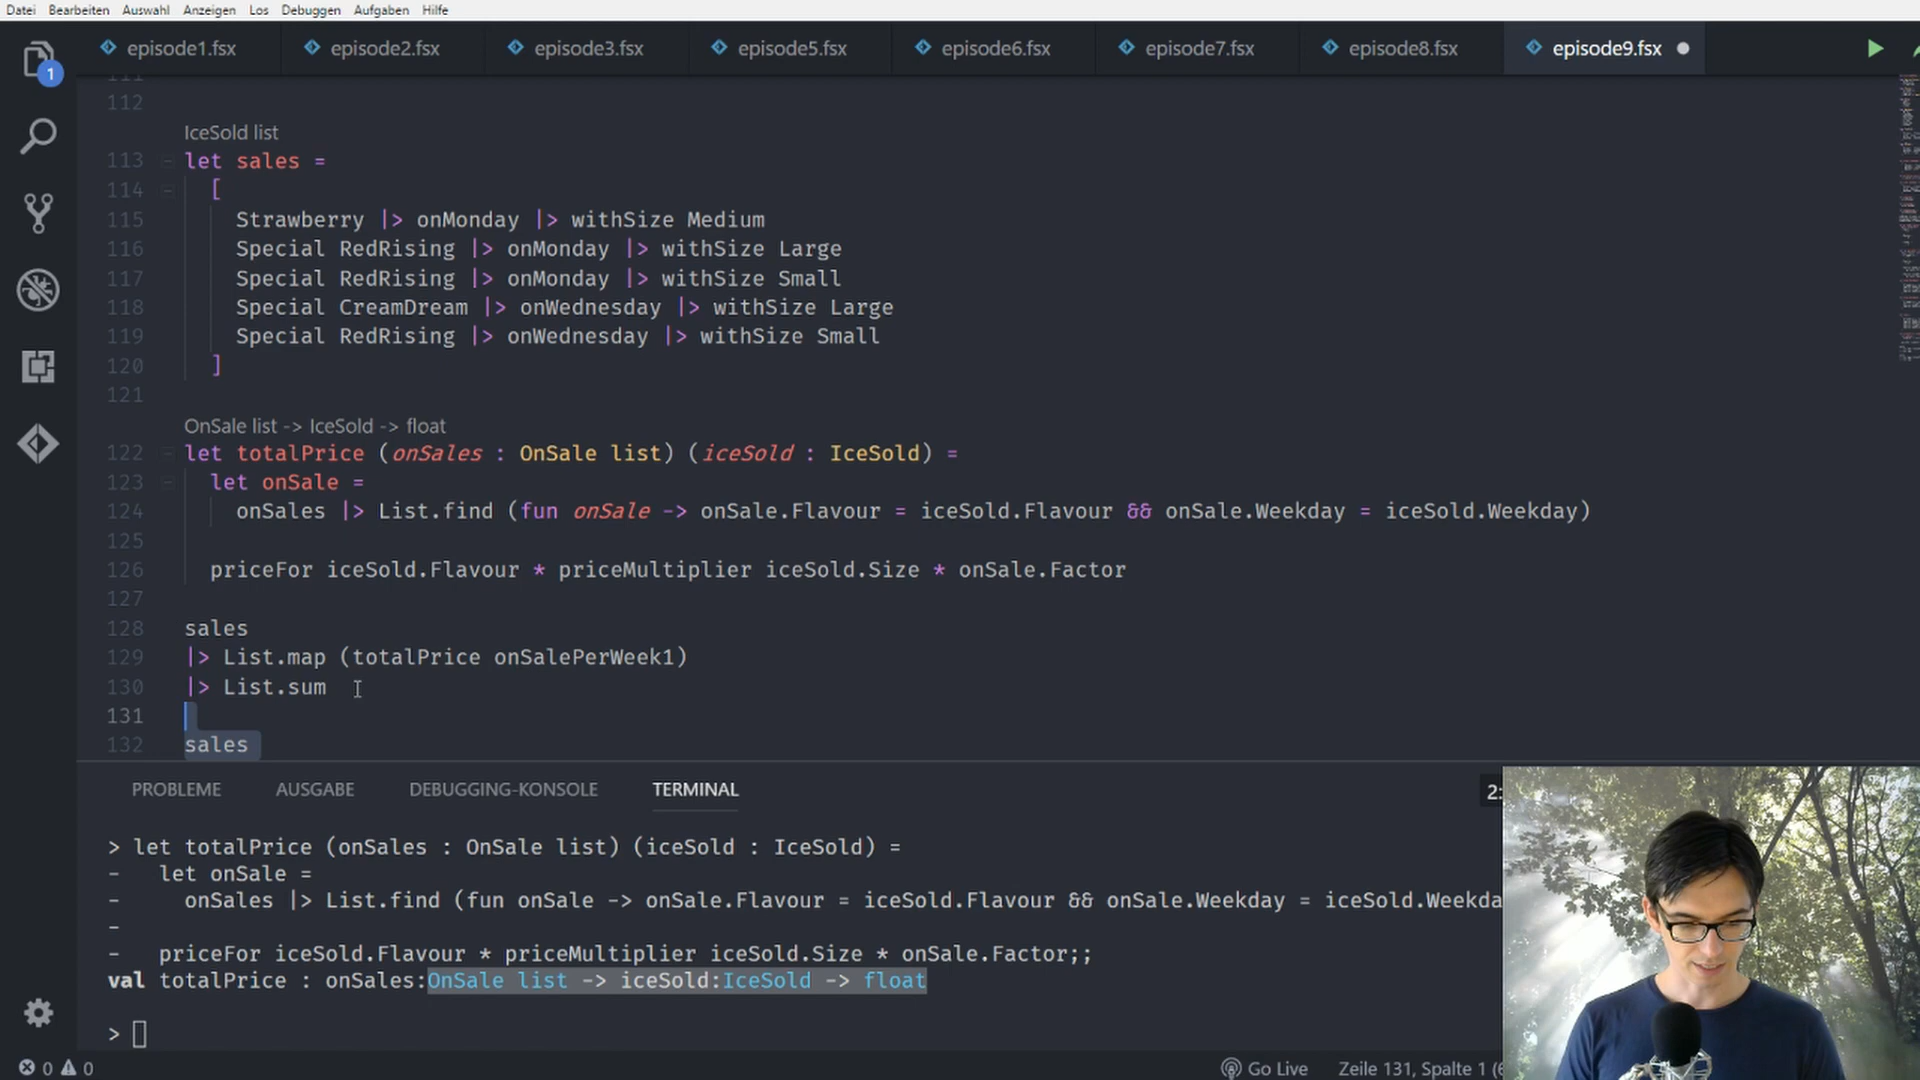 Datei Bearbeiten Auswahl Anzeigen Los Debuggen Aufgaben Hilfe
episode1.fsx episode2.fsx episode3.fsx episode5.fsx episode6.fsx episode7.fsx episode8.fsx episode9.fsx
1
111
112
IceSold list
113 let sales =
114 [
115 Strawberry |> onMonday |> withSize Medium
116 Special RedRising |> onMonday |> withSize Large
117 Special RedRising |> onMonday |> withSize Small
118 Special CreamDream |> onWednesday |> withSize Large
119 Special RedRising |> onWednesday |> withSize Small
120 ]
121
OnSale list -> IceSold -> float
122 let totalPrice (onSales : OnSale list) (iceSold : IceSold) =
123 let onSale =
124 onSales |> List.find (fun onSale -> onSale.Flavour = iceSold.Flavour && onSale.Weekday = iceSold.Weekday)
125
126 priceFor iceSold.Flavour * priceMultiplier iceSold.Size * onSale.Factor
127
128 sales
129 |> List.map (totalPrice onSalePerWeek1)
130 |> List.sum
131
132 sales
PROBLEME AUSGABE DEBUGGING-KONSOLE TERMINAL 2:
> let totalPrice (onSales : OnSale list) (iceSold : IceSold) =
- let onSale =
- onSales |> List.find (fun onSale -> onSale.Flavour = iceSold.Flavour && onSale.Weekday = iceSold.Weekda
-
- priceFor iceSold.Flavour * priceMultiplier iceSold.Size * onSale.Factor;;
val totalPrice : onSales:OnSale list -> iceSold:IceSold -> float
>
0 0 Go Live Zeile 131, Spalte 1 (6